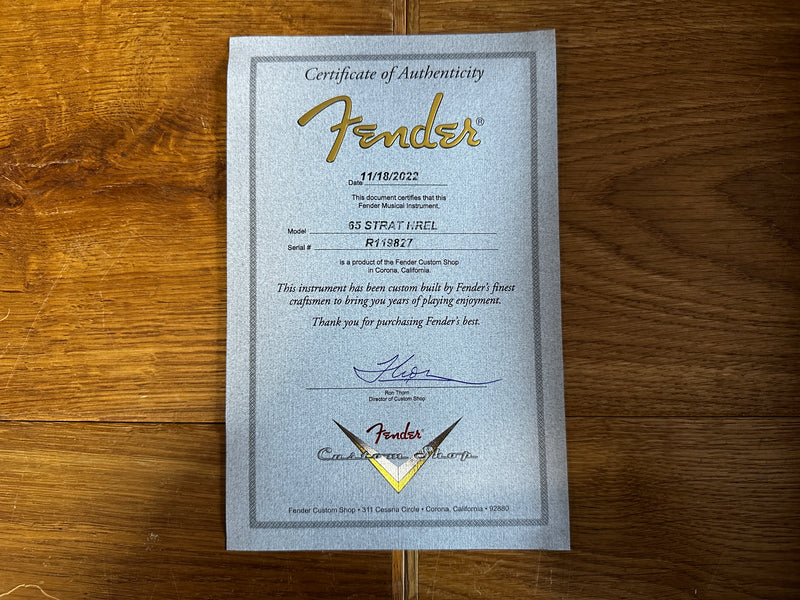 Certificate of Authenticity
Fender®
Date 11/18/2022
This document certifies that this
Fender Musical Instrument,
Model 65 STRAT HREL
Serial # R119827
is a product of the Fender Custom Shop
in Corona, California.
This instrument has been custom built by Fender's finest
craftsmen to bring you years of playing enjoyment.
Thank you for purchasing Fender's best.
Ron Thorn
Director of Custom Shop
Fender®
Custom Shop
Fender Custom Shop • 311 Cessna Circle • Corona, California • 92880